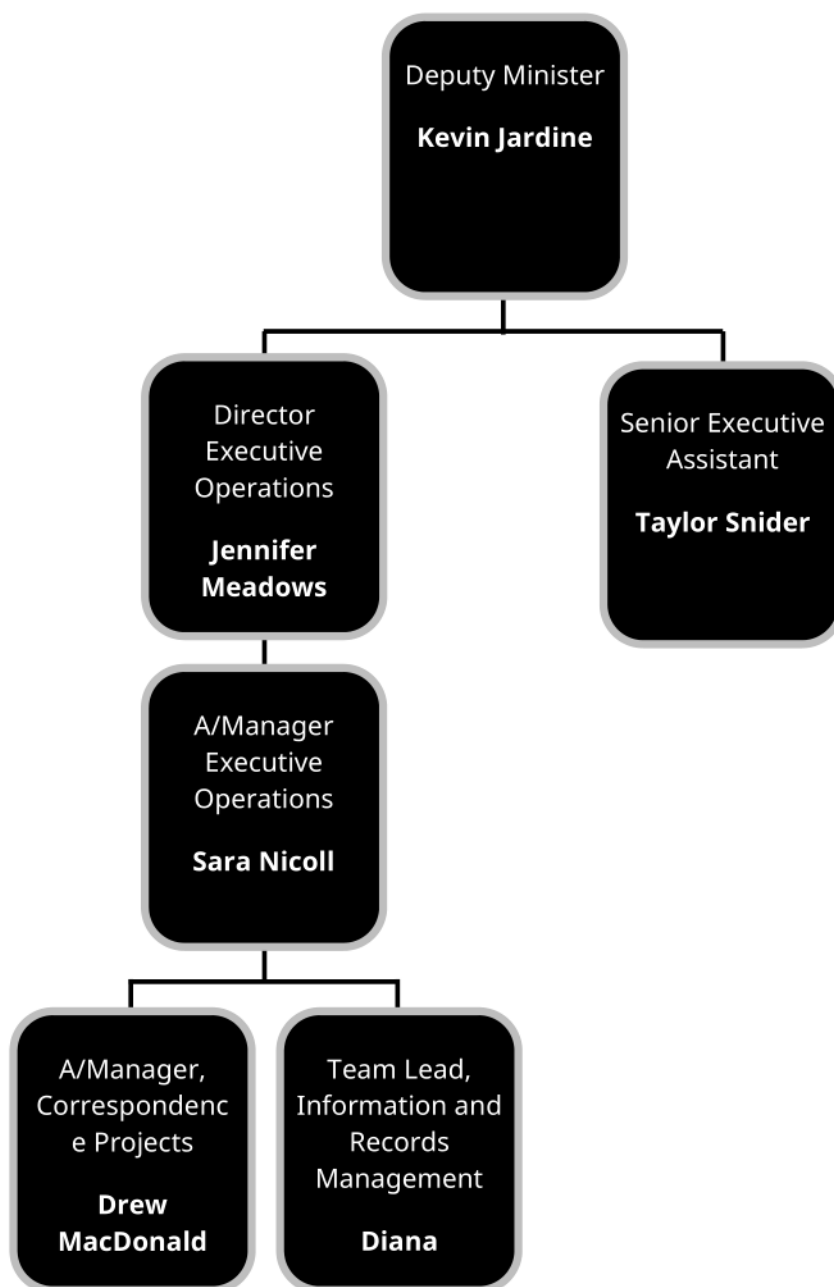 Deputy Minister
Kevin Jardine
Director
Executive
Operations
Jennifer
Meadows
Senior Executive
Assistant
Taylor Snider
A/Manager
Executive
Operations
Sara Nicoll
A/Manager,
Correspondenc
e Projects
Drew
MacDonald
Team Lead,
Information and
Records
Management
Diana